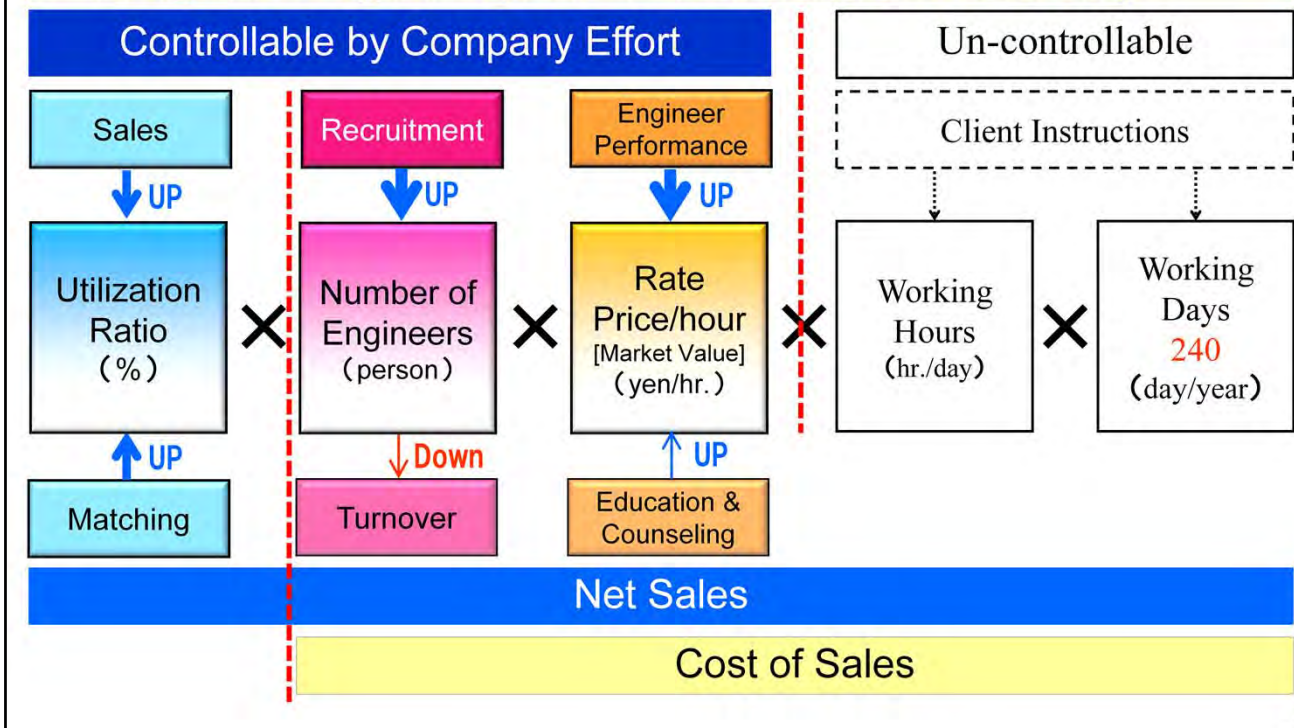 Controllable by Company Effort
Un-controllable
Sales
Recruitment
Engineer
Performance
Client Instructions
UP
UP
UP
Utilization
Ratio
(%)
×
Number of
Engineers
(person)
×
Rate
Price/hour
[Market Value]
(yen/hr.)
×
Working
Hours
(hr./day)
×
Working
Days
240
(day/year)
UP
Down
UP
Matching
Turnover
Education &
Counseling
Net Sales
Cost of Sales